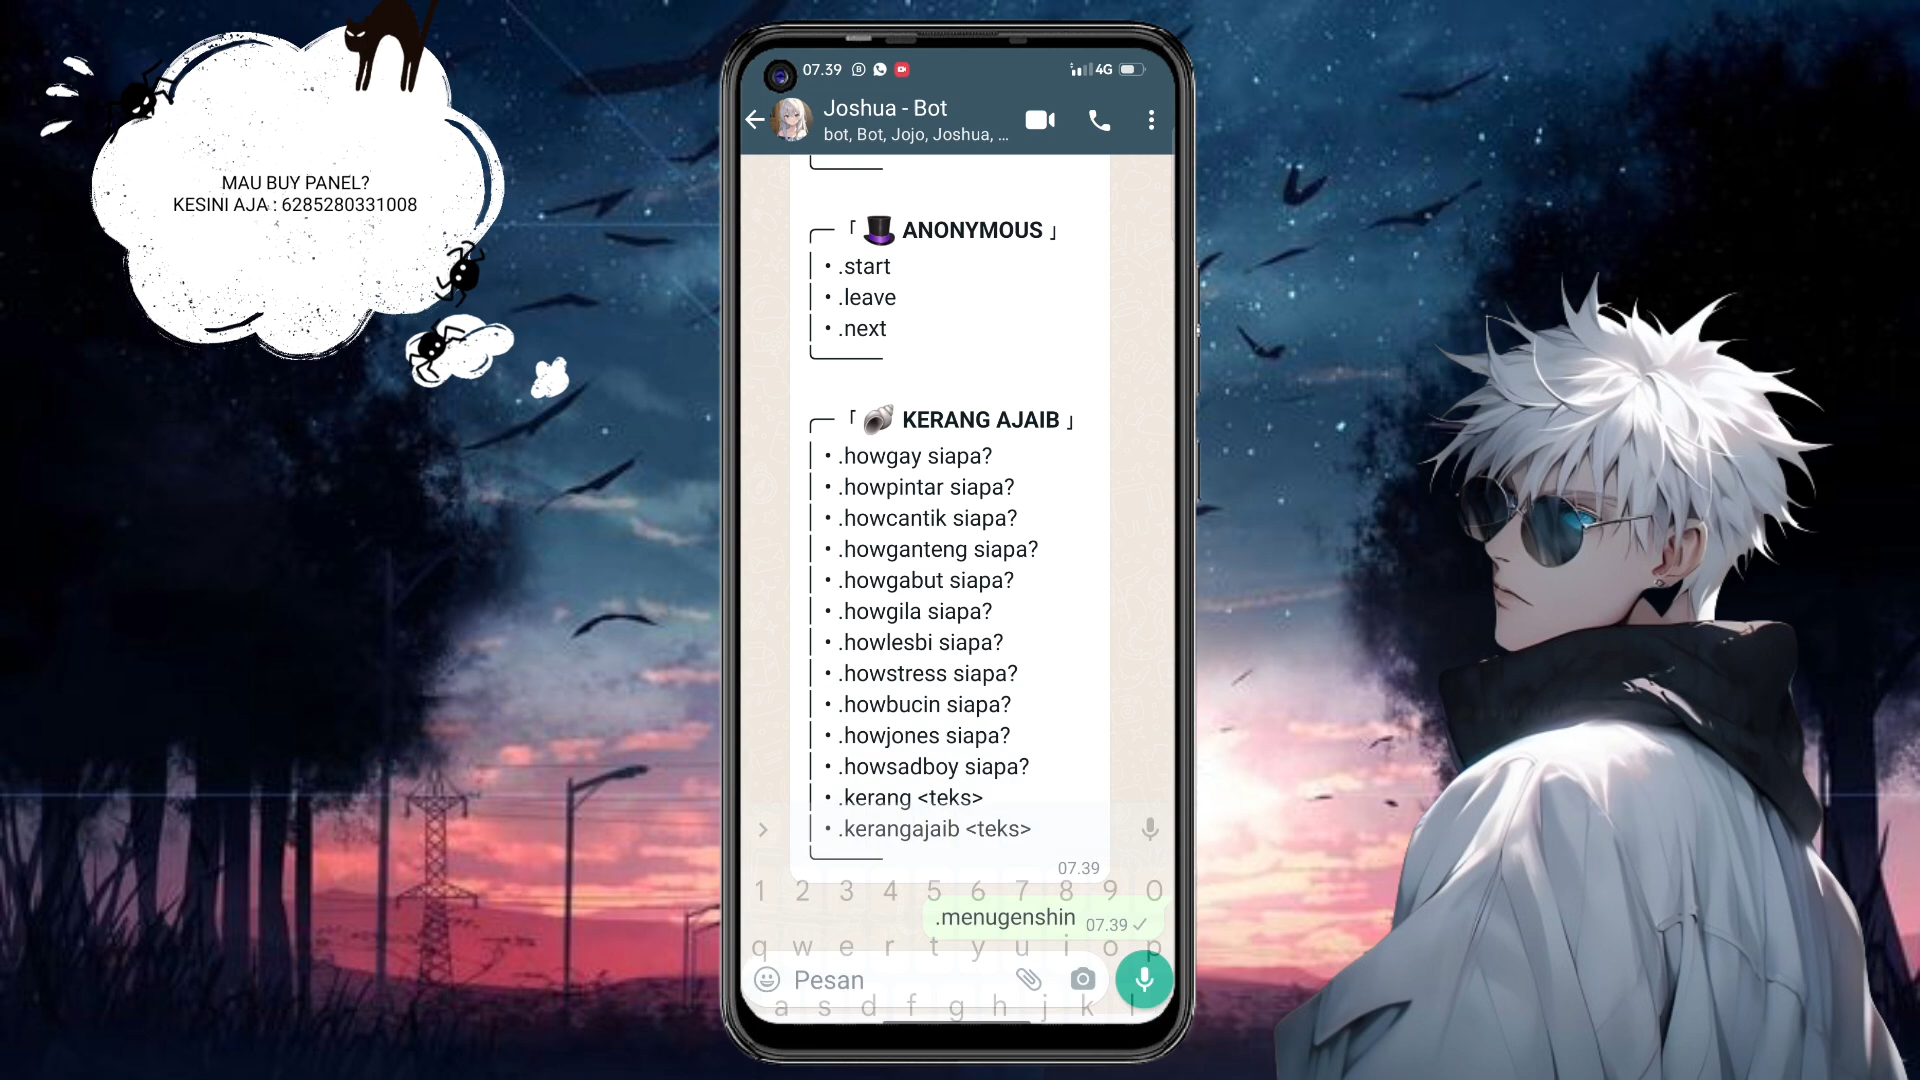 MAU BUY PANEL?
KESINI AJA : 6285280331008
07.39
4G
Joshua - Bot
bot, Bot, Jojo, Joshua, ...
「 🎩 ANONYMOUS 」
• .start
• .leave
• .next
「 🐚 KERANG AJAIB 」
• .howgay siapa?
• .howpintar siapa?
• .howcantik siapa?
• .howganteng siapa?
• .howgabut siapa?
• .howgila siapa?
• .howlesbi siapa?
• .howstress siapa?
• .howbucin siapa?
• .howjones siapa?
• .howsadboy siapa?
• .kerang <teks>
• .kerangajaib <teks>
07.39
1 2 3 4 5 6 7 8 9 0
.menugenshin 07.39
q w e r t y u i o p
Pesan
a s d f g h j k l